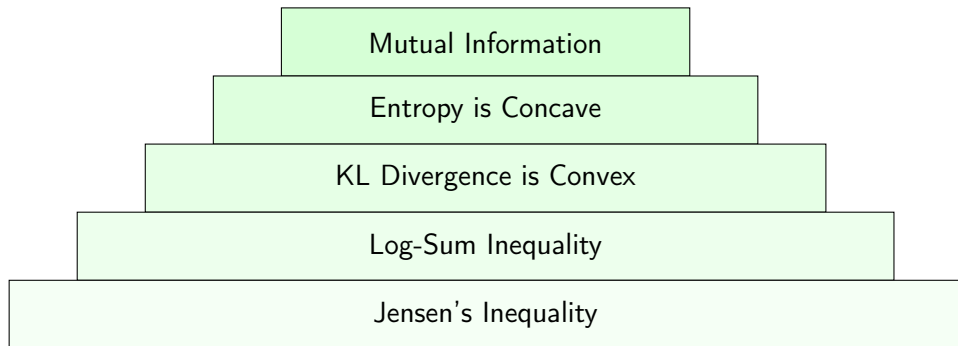 Mutual Information
Entropy is Concave
KL Divergence is Convex
Log-Sum Inequality
Jensen's Inequality